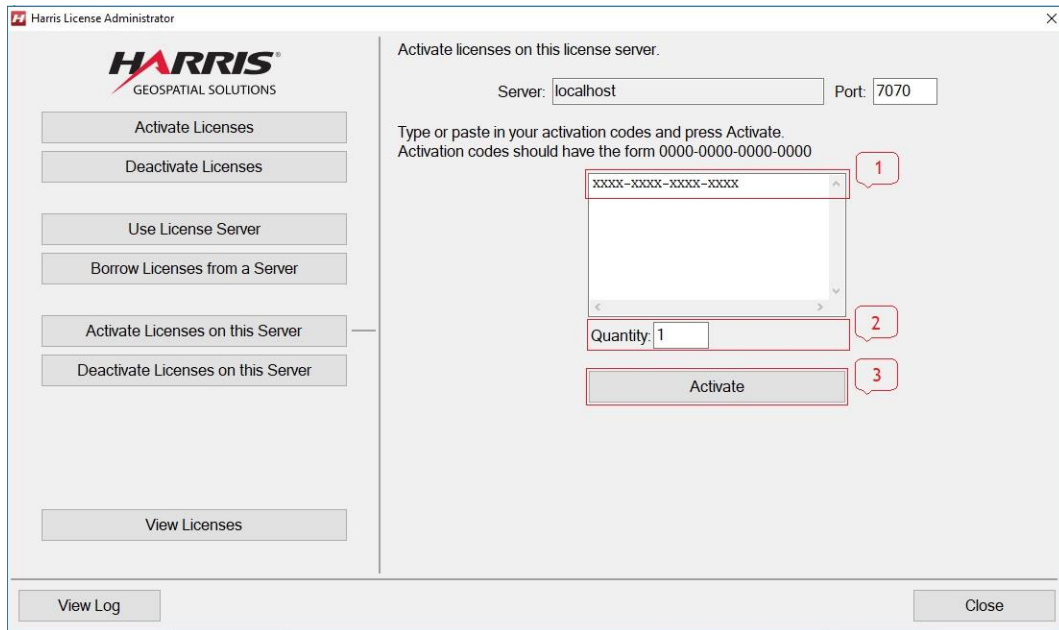 Harris License Administrator
HARRIS®
GEOSPATIAL SOLUTIONS
Activate Licenses
Deactivate Licenses
Use License Server
Borrow Licenses from a Server
Activate Licenses on this Server
Deactivate Licenses on this Server
View Licenses
Activate licenses on this license server.
Server: localhost Port: 7070
Type or paste in your activation codes and press Activate.
Activation codes should have the form 0000-0000-0000-0000
xxxx-xxxx-xxxx-xxxx
1
Quantity: 1
2
Activate
3
View Log
Close